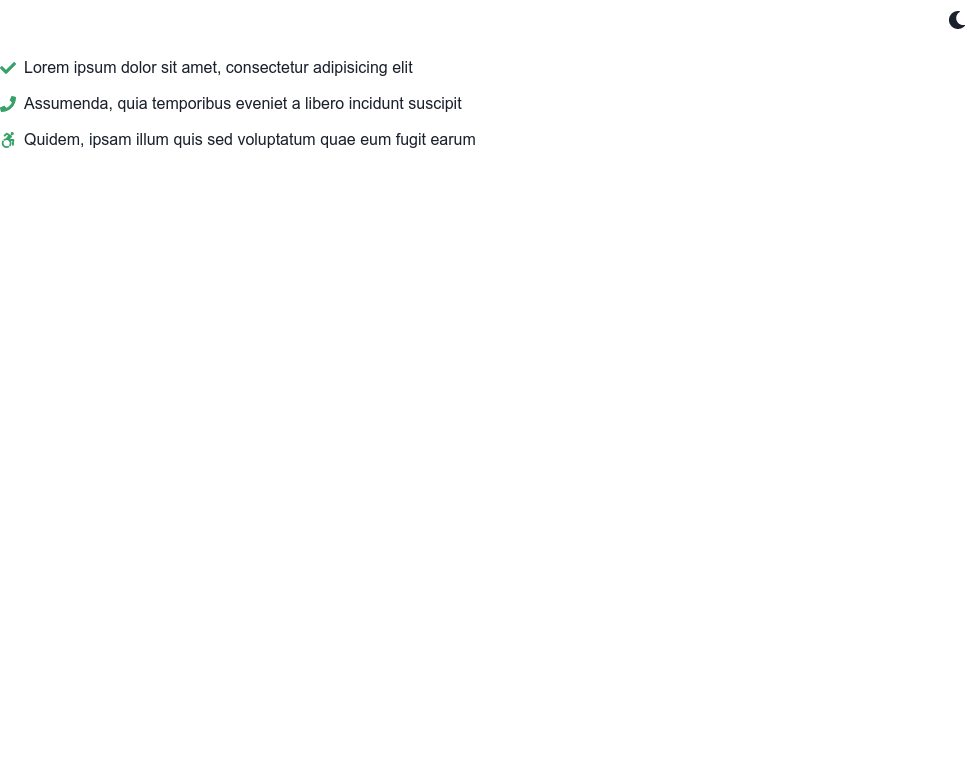 Lorem ipsum dolor sit amet, consectetur adipisicing elit
Assumenda, quia temporibus eveniet a libero incidunt suscipit
Quidem, ipsam illum quis sed voluptatum quae eum fugit earum